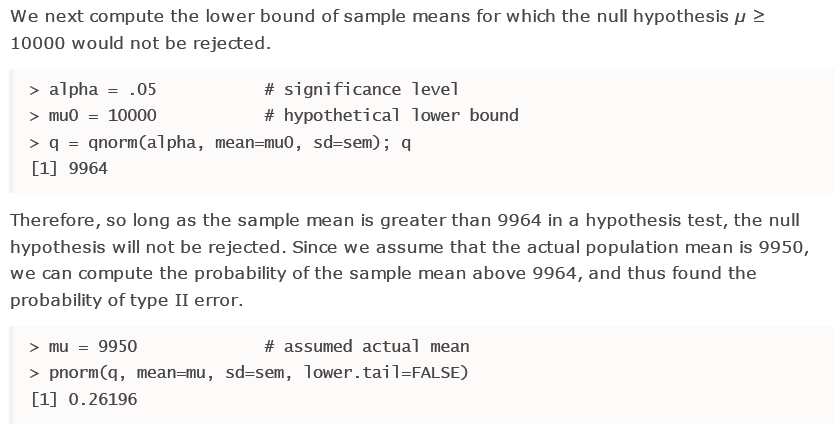 We next compute the lower bound of sample means for which the null hypothesis μ ≥
10000 would not be rejected.
> alpha = .05 # significance level
> mu0 = 10000 # hypothetical lower bound
> q = qnorm(alpha, mean=mu0, sd=sem); q
[1] 9964
Therefore, so long as the sample mean is greater than 9964 in a hypothesis test, the null
hypothesis will not be rejected. Since we assume that the actual population mean is 9950,
we can compute the probability of the sample mean above 9964, and thus found the
probability of type II error.
> mu = 9950 # assumed actual mean
> pnorm(q, mean=mu, sd=sem, lower.tail=FALSE)
[1] 0.26196